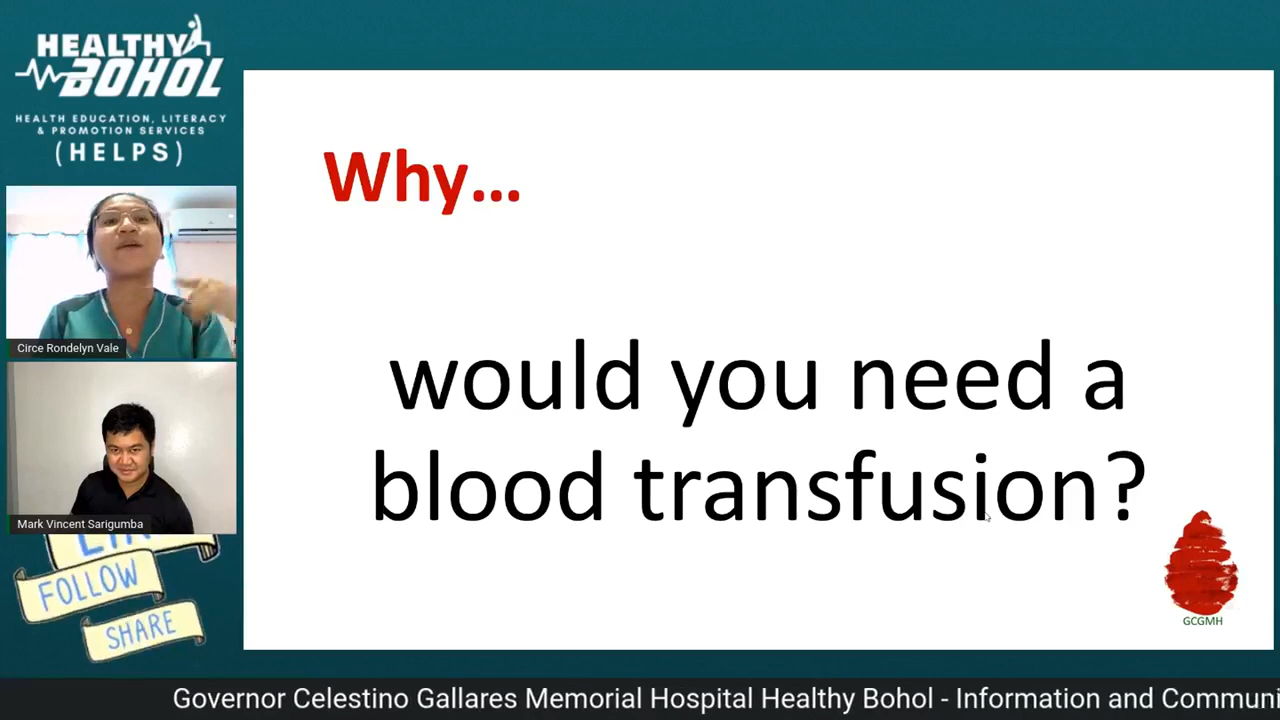 HEALTHY
BOHOL
HEALTH EDUCATION, LITERACY
& PROMOTION SERVICES
(HELPS)
Circe Rondelyn Vale
Mark Vincent Sarigumba
FOLLOW
SHARE
Why...
would you need a
blood transfusion?
GCGMH
Governor Celestino Gallares Memorial Hospital Healthy Bohol - Information and Communi